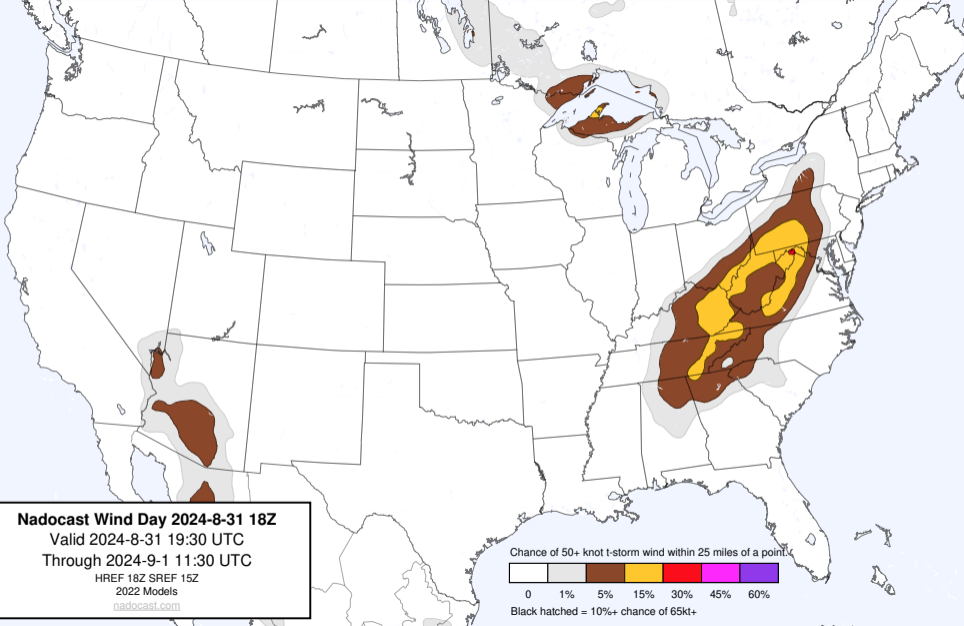 Nadocast Wind Day 2024-8-31 18Z
Valid 2024-8-31 19:30 UTC
Through 2024-9-1 11:30 UTC
HREF 18Z SREF 15Z
2022 Models
nadocast.com
Chance of 50+ knot t-storm wind within 25 miles of a point.
0 1% 5% 15% 30% 45% 60%
Black hatched = 10%+ chance of 65kt+